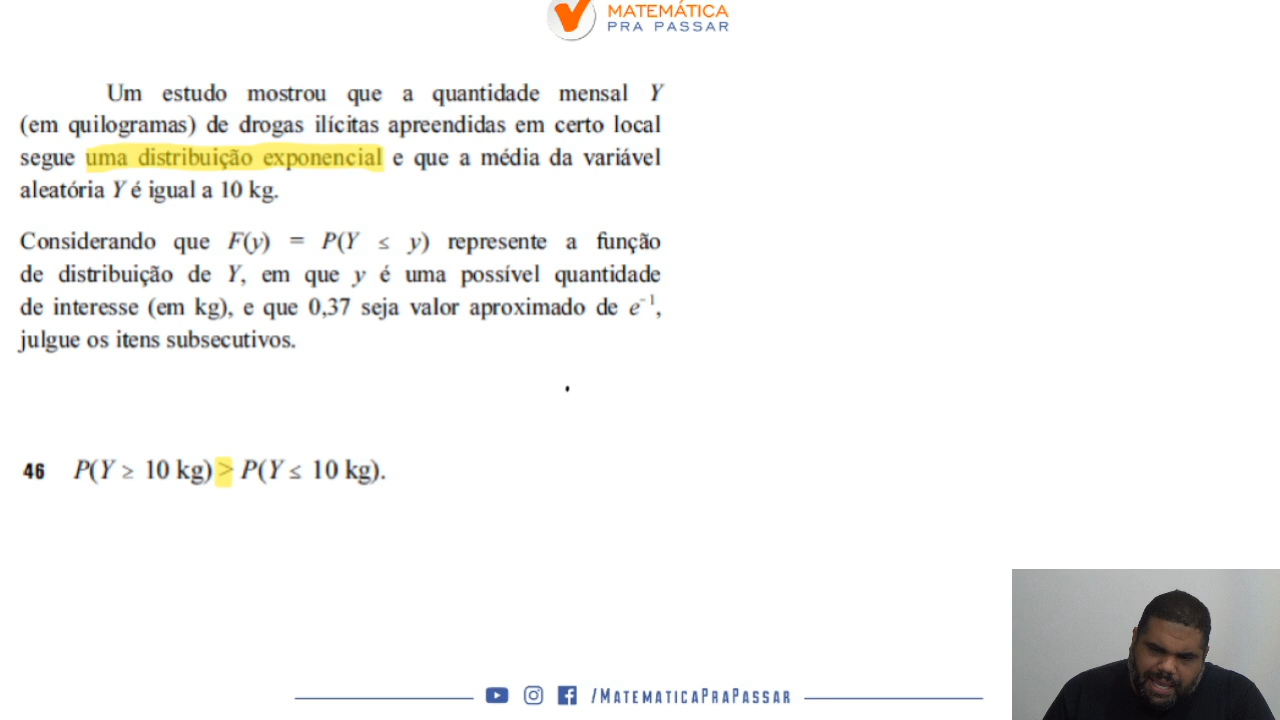 MATEMÁTICA
PRA PASSAR
Um estudo mostrou que a quantidade mensal Y
(em quilogramas) de drogas ilícitas apreendidas em certo local
segue uma distribuição exponencial e que a média da variável
aleatória Y é igual a 10 kg.
Considerando que F(y) = P(Y ≤ y) represente a função
de distribuição de Y, em que y é uma possível quantidade
de interesse (em kg), e que 0,37 seja valor aproximado de e⁻¹,
julgue os itens subsecutivos.
46 P(Y ≥ 10 kg) > P(Y ≤ 10 kg).
/MATEMATICAPRAPASSAR